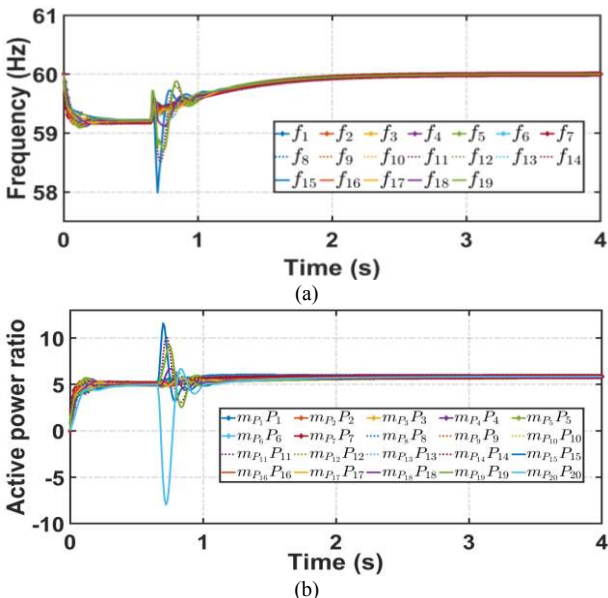 61
60
59
58
Frequency (Hz)
f1 f2 f3 f4 f5 f6 f7
f8 f9 f10 f11 f12 f13 f14
f15 f16 f17 f18 f19
0 1 2 3 4
Time (s)
(a)
10
5
0
-5
-10
Active power ratio
mP1P1 mP2P2 mP3P3 mP4P4 mP5P5
mP6P6 mP7P7 mP8P8 mP9P9 mP10P10
mP11P11 mP12P12 mP13P13 mP14P14 mP15P15
mP16P16 mP17P17 mP18P18 mP19P19 mP20P20
0 1 2 3 4
Time (s)
(b)